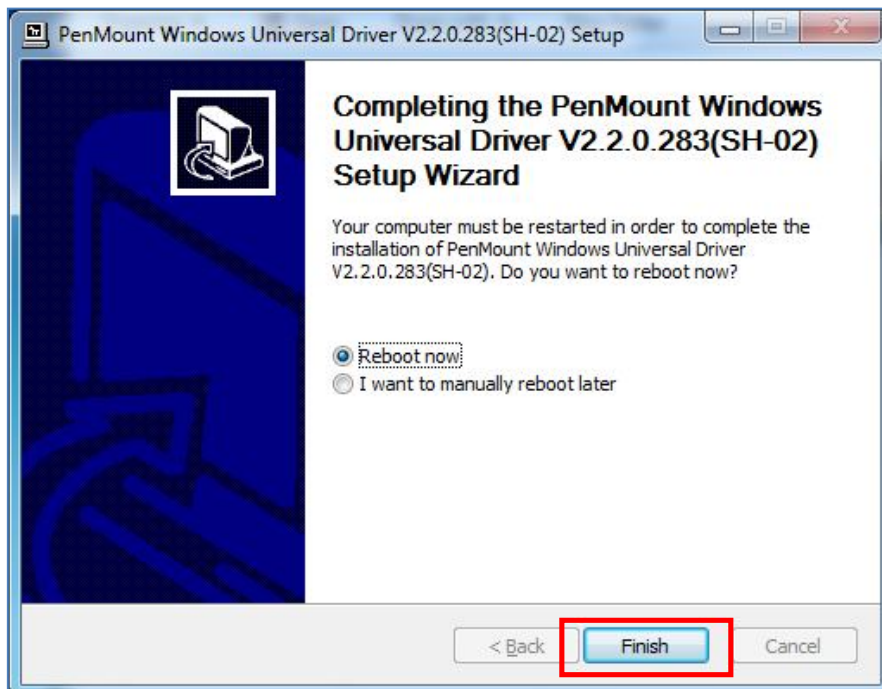 PenMount Windows Universal Driver V2.2.0.283(SH-02) Setup
Completing the PenMount Windows
Universal Driver V2.2.0.283(SH-02)
Setup Wizard
Your computer must be restarted in order to complete the
installation of PenMount Windows Universal Driver
V2.2.0.283(SH-02). Do you want to reboot now?
Reboot now
I want to manually reboot later
< Back Finish Cancel